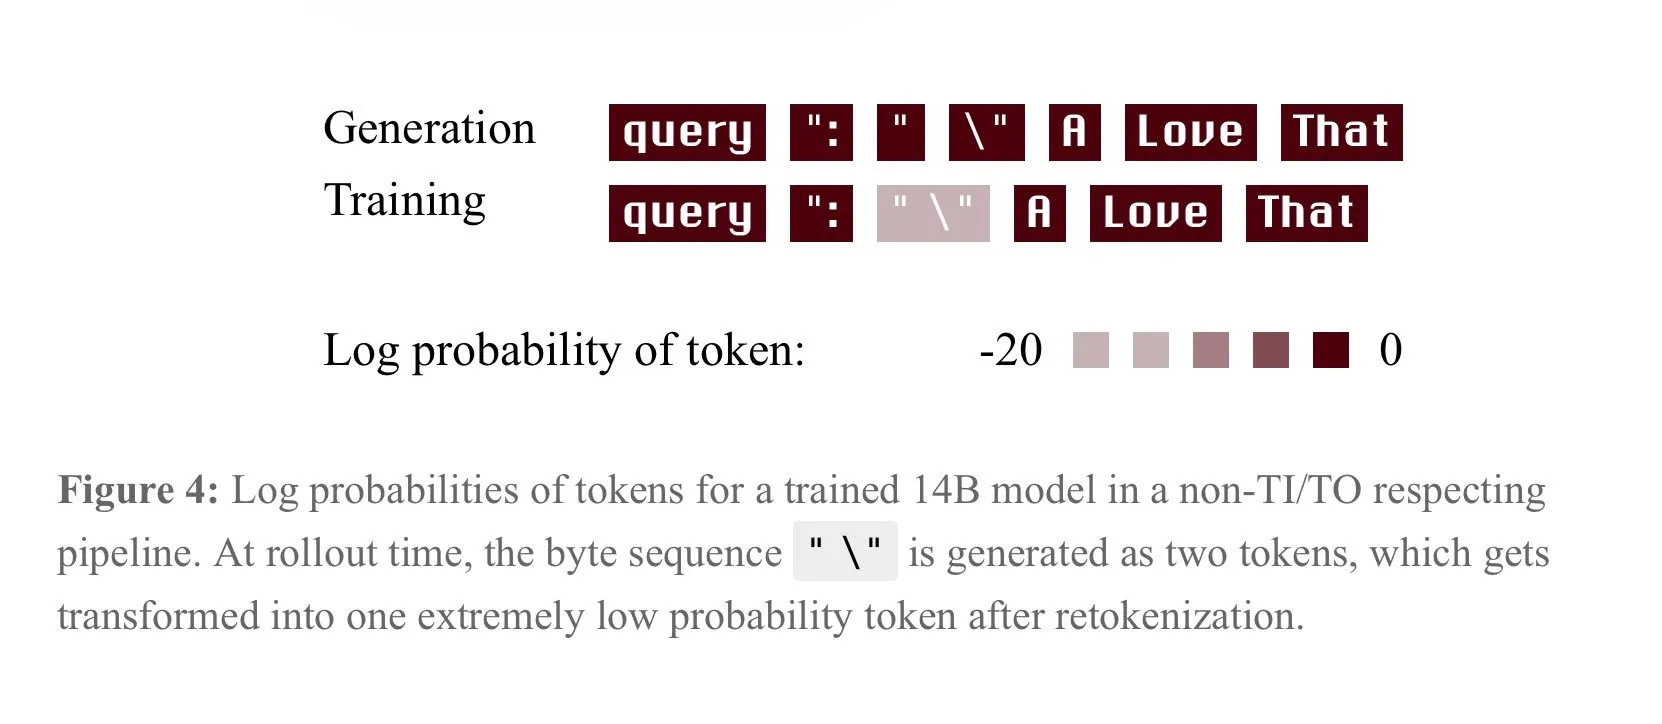 Generation query ": " \" A Love That
Training query ": " \" A Love That
Log probability of token: -20 0
Figure 4: Log probabilities of tokens for a trained 14B model in a non-TI/TO respecting
pipeline. At rollout time, the byte sequence " \" is generated as two tokens, which gets
transformed into one extremely low probability token after retokenization.